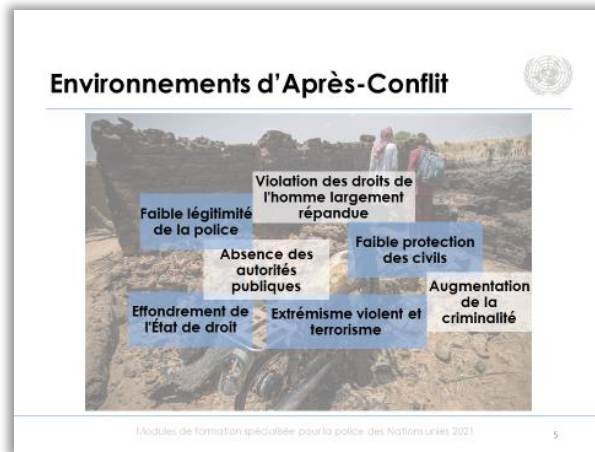 Environnements d'Après-Conflit
Violation des droits de
l'homme largement
répandue
Faible légitimité
de la police
Faible protection
des civils
Absence des
autorités
publiques
Augmentation
de la
criminalité
Effondrement de
l'État de droit
Extrémisme violent et
terrorisme
Modules de formation spécialisée pour la police des Nations unies 2021
5